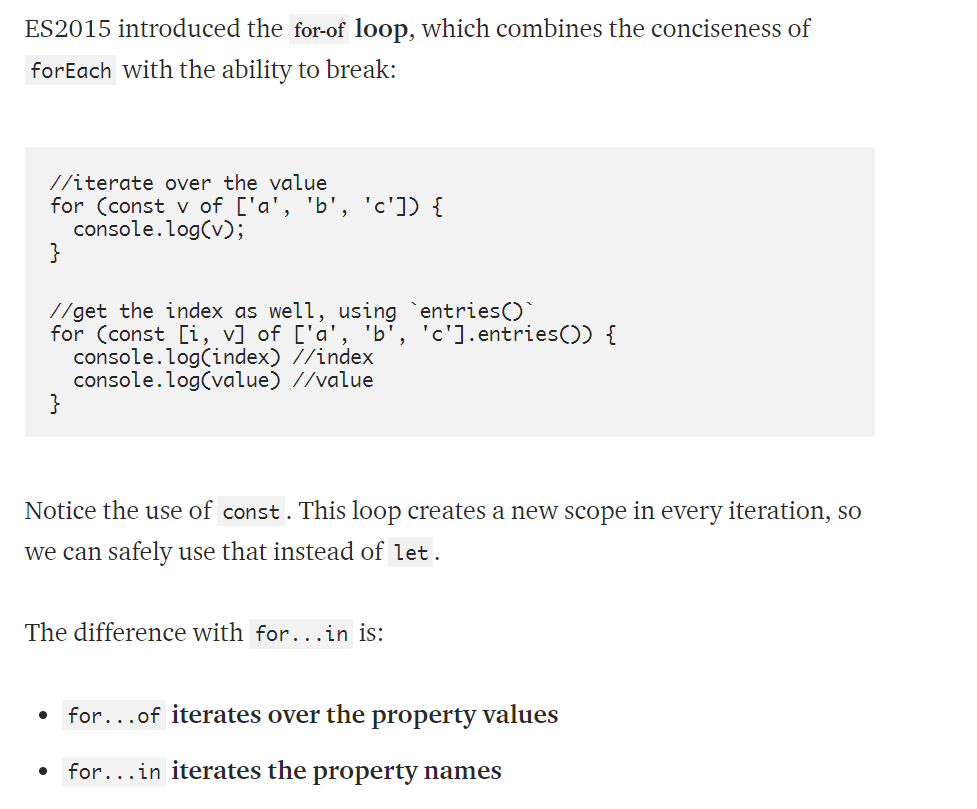 ES2015 introduced the for-of loop, which combines the conciseness of
forEach with the ability to break:
//iterate over the value
for (const v of ['a', 'b', 'c']) {
  console.log(v);
}
//get the index as well, using `entries()`
for (const [i, v] of ['a', 'b', 'c'].entries()) {
  console.log(index) //index
  console.log(value) //value
}
Notice the use of const. This loop creates a new scope in every iteration, so
we can safely use that instead of let.
The difference with for...in is:
• for...of iterates over the property values
• for...in iterates the property names